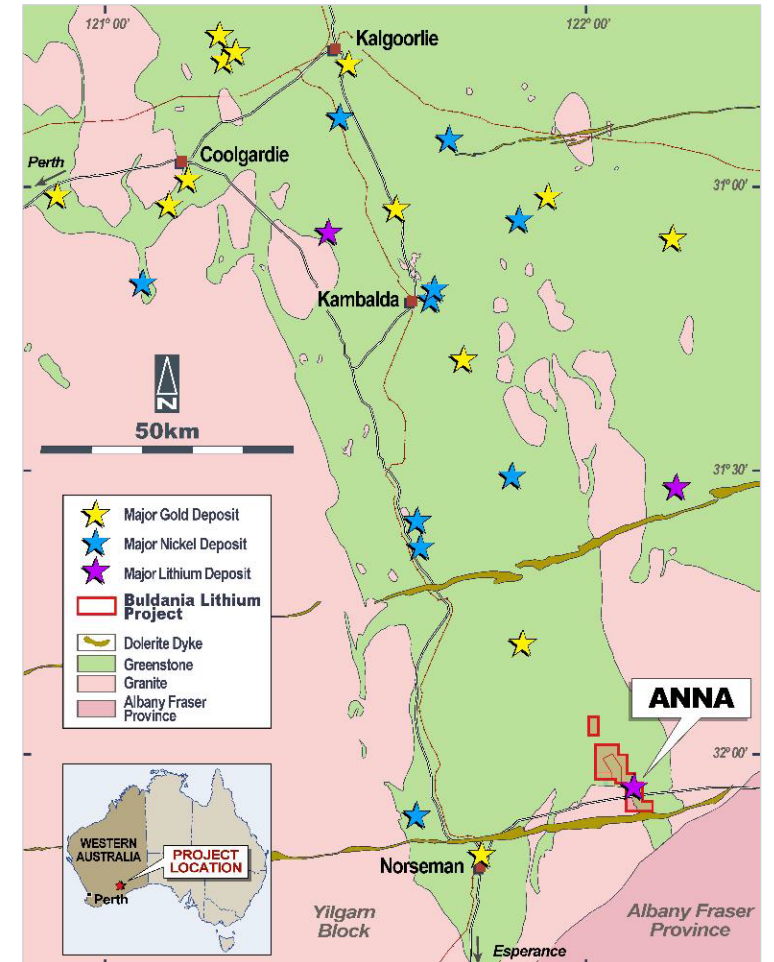 121° 00'
122° 00'
Kalgoorlie
Perth
Coolgardie
31° 00'
Kambalda
N
50km
31° 30'
Major Gold Deposit
Major Nickel Deposit
Major Lithium Deposit
Buldania Lithium
Project
Dolerite Dyke
Greenstone
Granite
Albany Fraser
Province
ANNA
32° 00'
WESTERN
AUSTRALIA
PROJECT
LOCATION
Perth
Norseman
Yilgarn
Block
Albany Fraser
Province
Esperance